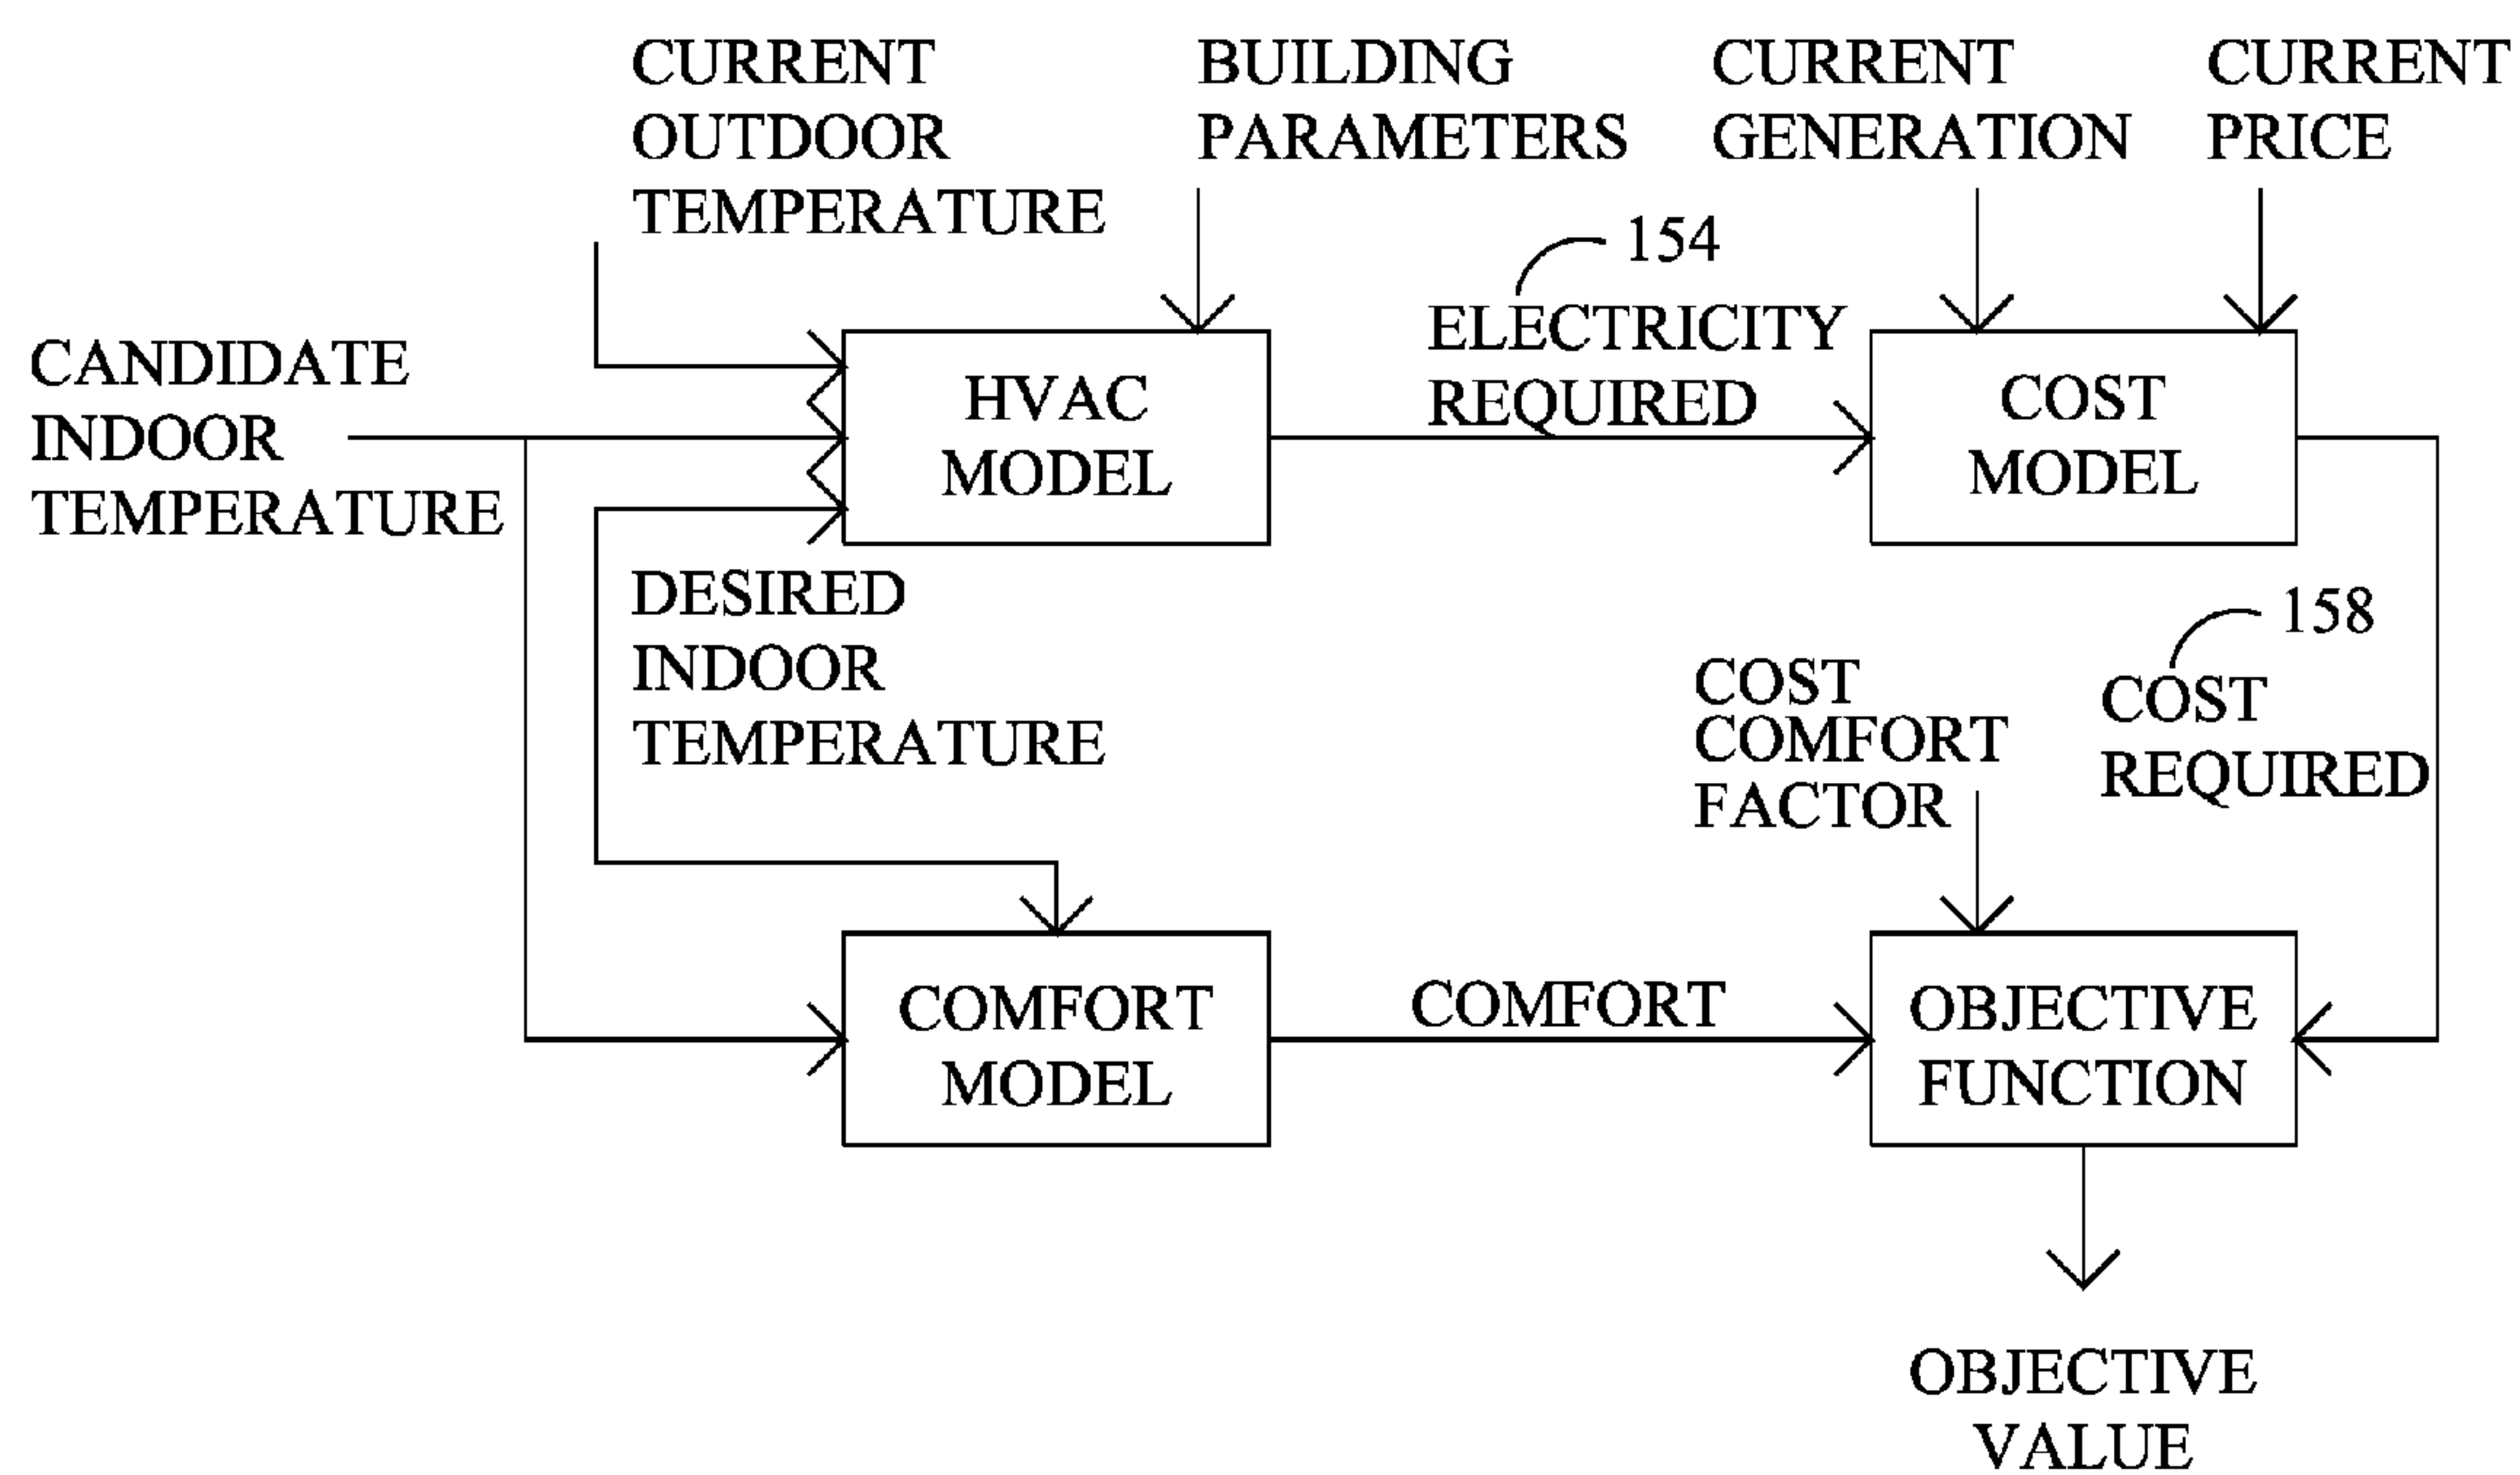 CURRENT
OUTDOOR
TEMPERATURE
BUILDING
PARAMETERS
CURRENT
GENERATION
CURRENT
PRICE
154
ELECTRICITY
REQUIRED
CANDIDATE
INDOOR
TEMPERATURE
HVAC
MODEL
COST
MODEL
DESIRED
INDOOR
TEMPERATURE
158
COST
COMFORT
FACTOR
COST
REQUIRED
COMFORT
MODEL
COMFORT
OBJECTIVE
FUNCTION
OBJECTIVE
VALUE